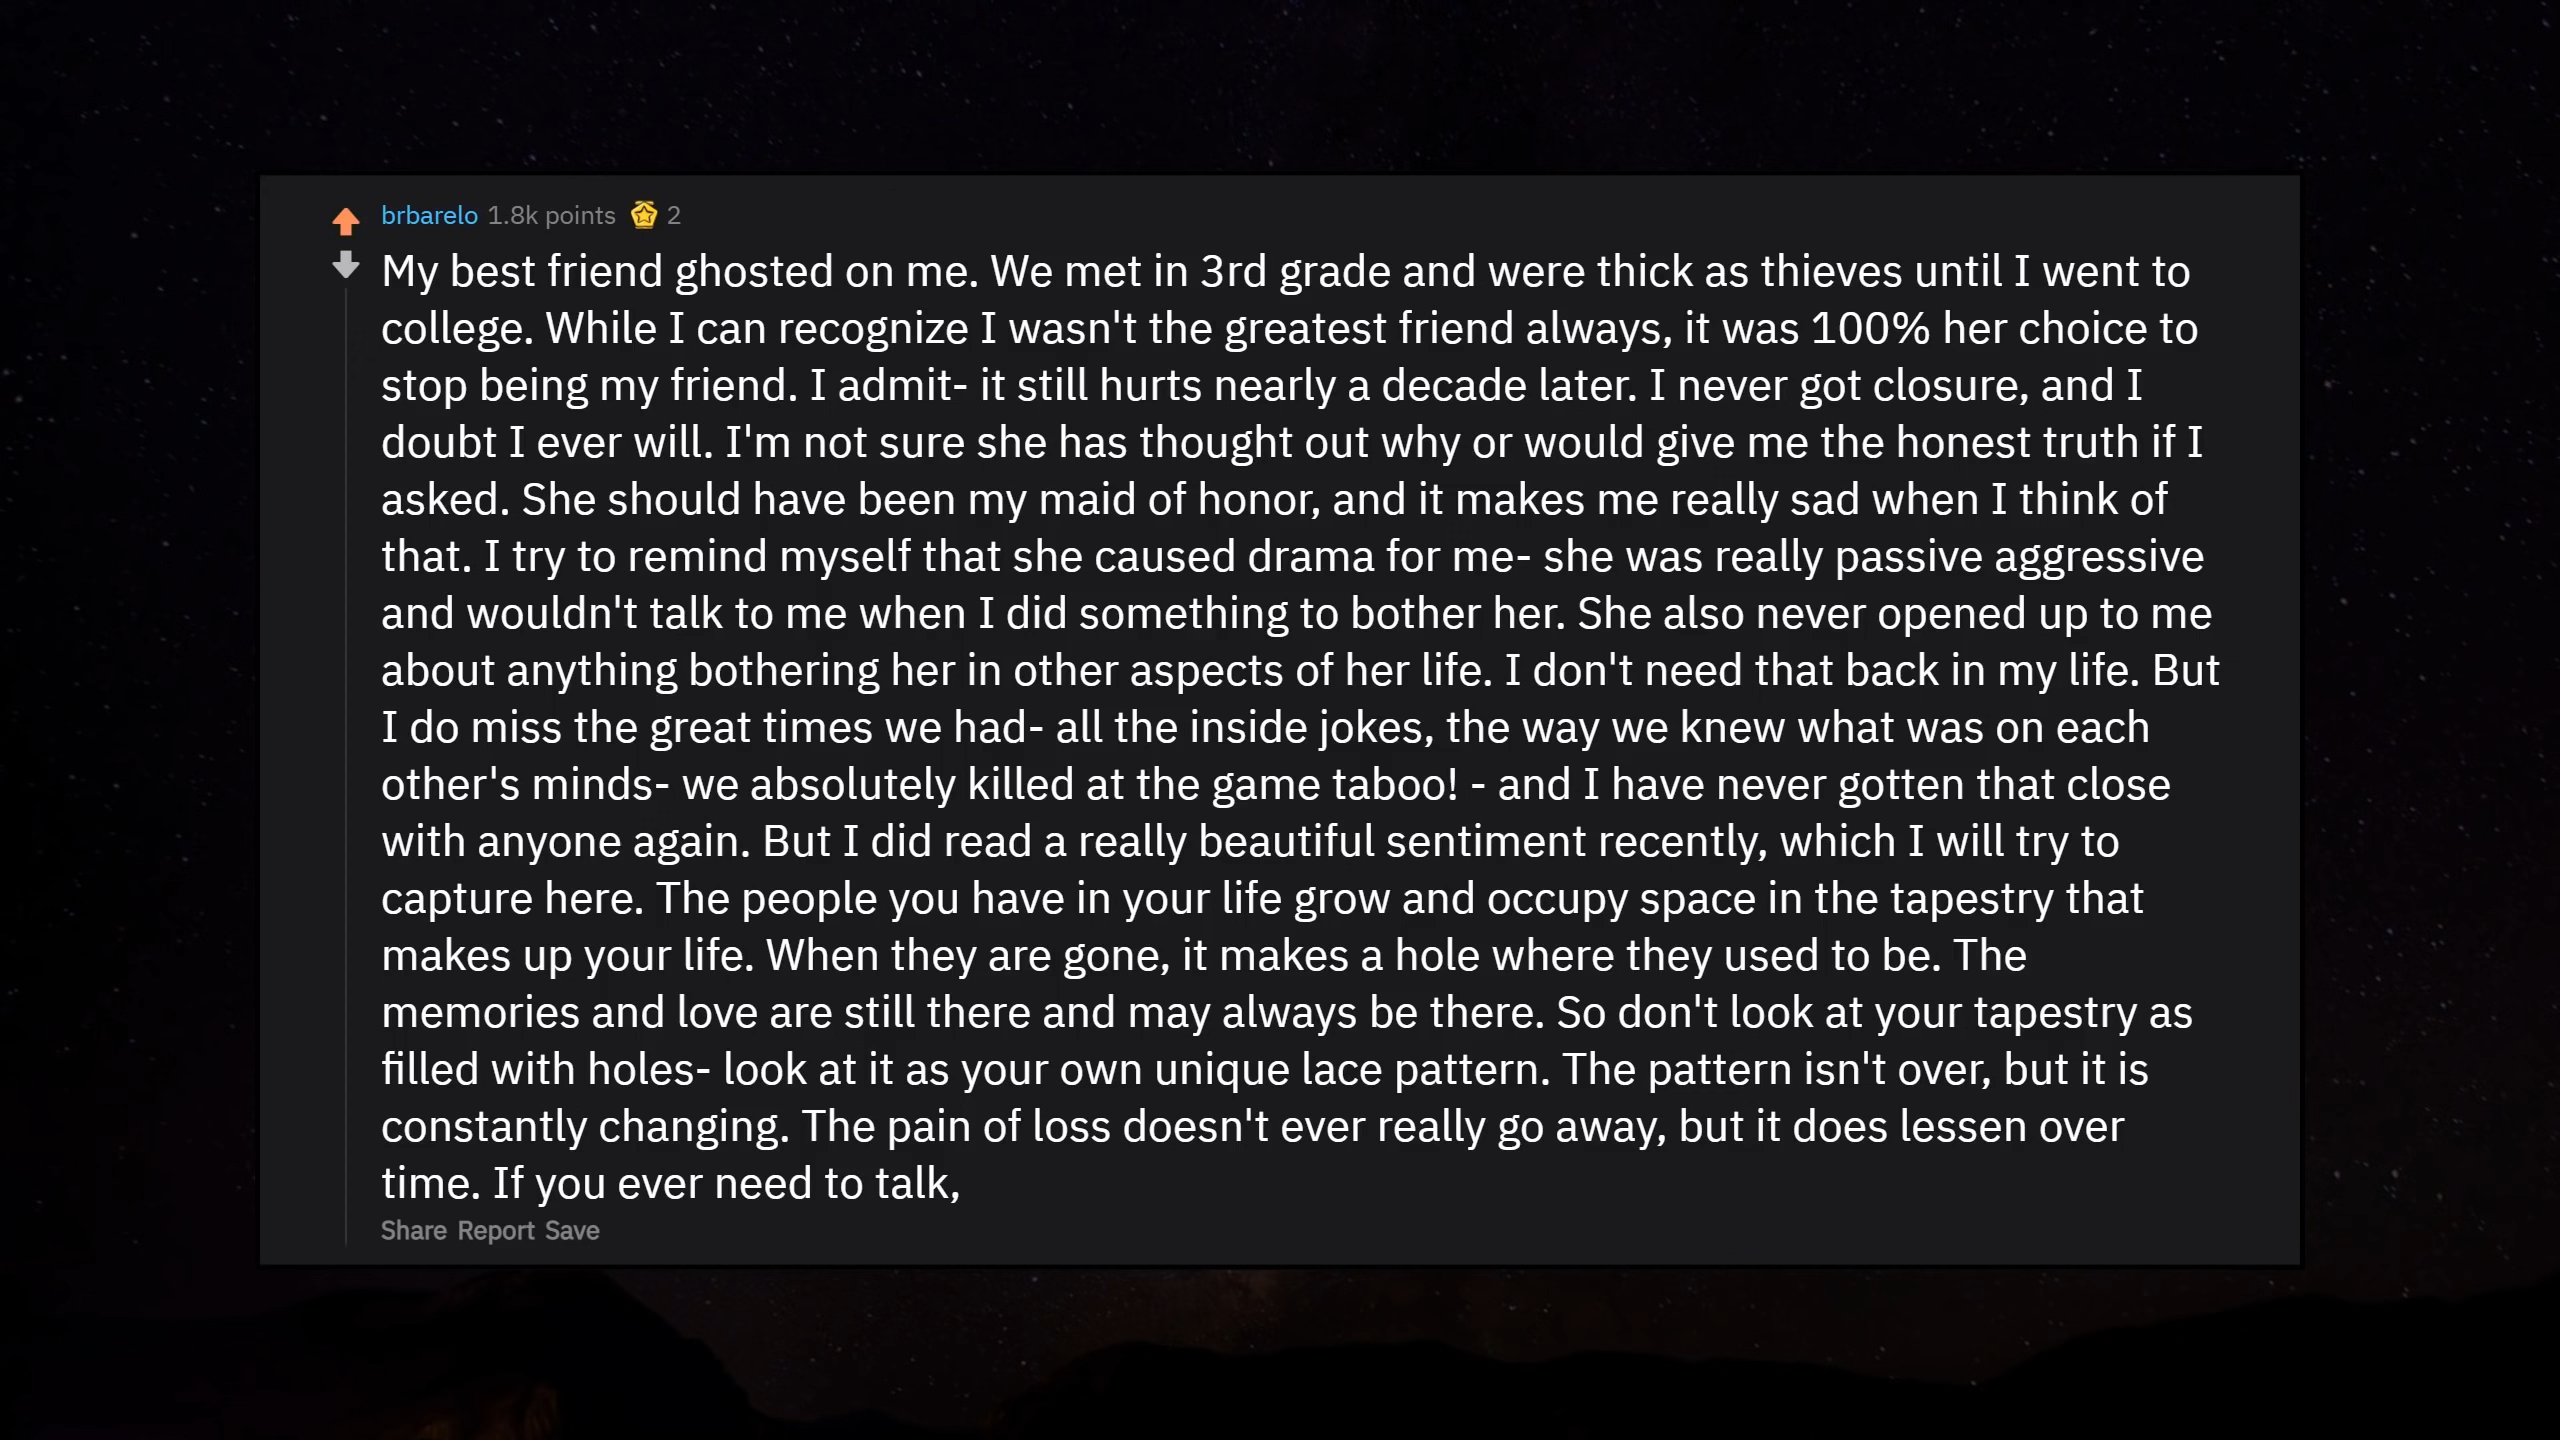 brbarelo 1.8k points 2
My best friend ghosted on me. We met in 3rd grade and were thick as thieves until I went to
college. While I can recognize I wasn't the greatest friend always, it was 100% her choice to
stop being my friend. I admit- it still hurts nearly a decade later. I never got closure, and I
doubt I ever will. I'm not sure she has thought out why or would give me the honest truth if I
asked. She should have been my maid of honor, and it makes me really sad when I think of
that. I try to remind myself that she caused drama for me- she was really passive aggressive
and wouldn't talk to me when I did something to bother her. She also never opened up to me
about anything bothering her in other aspects of her life. I don't need that back in my life. But
I do miss the great times we had- all the inside jokes, the way we knew what was on each
other's minds- we absolutely killed at the game taboo! - and I have never gotten that close
with anyone again. But I did read a really beautiful sentiment recently, which I will try to
capture here. The people you have in your life grow and occupy space in the tapestry that
makes up your life. When they are gone, it makes a hole where they used to be. The
memories and love are still there and may always be there. So don't look at your tapestry as
filled with holes- look at it as your own unique lace pattern. The pattern isn't over, but it is
constantly changing. The pain of loss doesn't ever really go away, but it does lessen over
time. If you ever need to talk,
Share Report Save